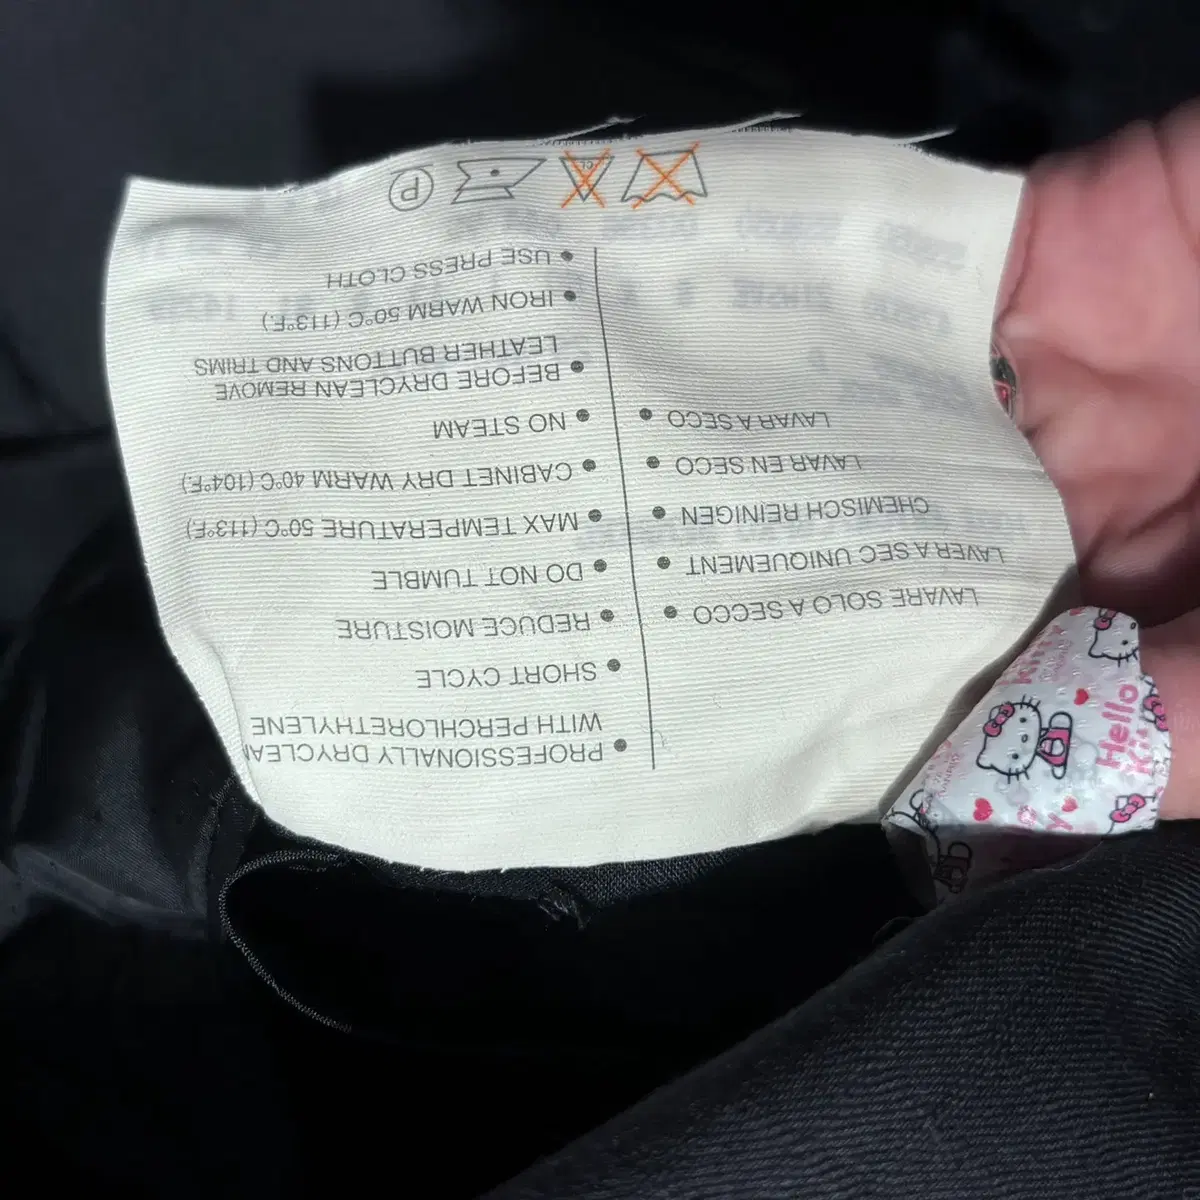 • PROFESSIONALLY DRYCLEAN
WITH PERCHLORETHYLENE
• SHORT CYCLE
• REDUCE MOISTURE
• DO NOT TUMBLE
• MAX TEMPERATURE 50°C (113°F)
• CABINET DRY WARM 40°C (104°F.)
• NO STEAM
• BEFORE DRYCLEAN REMOVE
LEATHER BUTTONS AND TRIMS
• IRON WARM 50°C (113°F.)
• USE PRESS CLOTH
• LAVARE SOLO A SECCO
• LAVER A SEC UNIQUEMENT
• CHEMISCH REINIGEN
• LAVAR EN SECO
• LAVAR A SECO
CL
P
Hello
Kitty